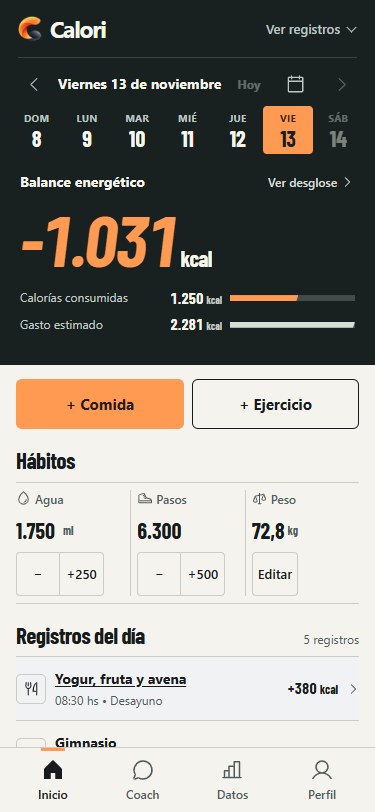 Calori
Ver registros
Viernes 13 de noviembre Hoy
DOM LUN MAR MIÉ JUE VIE SÁB
8 9 10 11 12 13 14
Balance energético Ver desglose
-1.031 kcal
Calorías consumidas 1.250 kcal
Gasto estimado 2.281 kcal
+ Comida + Ejercicio
Hábitos
Agua Pasos Peso
1.750 ml 6.300 72,8 kg
− +250 − +500 Editar
Registros del día 5 registros
Yogur, fruta y avena
+380 kcal
08:30 hs • Desayuno
Gimnasio
Inicio Coach Datos Perfil